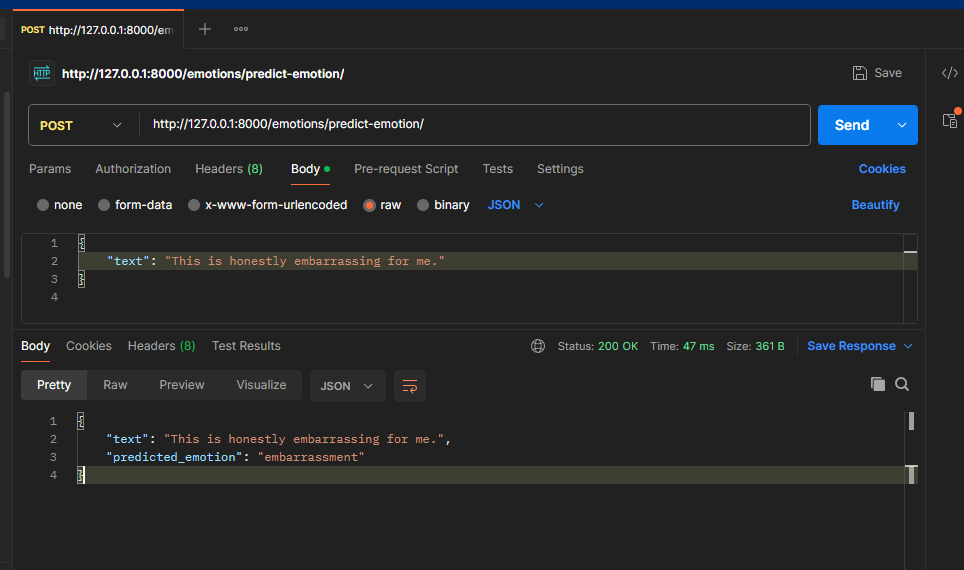 POST http://127.0.0.1:8000/em
HTTP http://127.0.0.1:8000/emotions/predict-emotion/ Save
POST http://127.0.0.1:8000/emotions/predict-emotion/ Send
Params Authorization Headers (8) Body Pre-request Script Tests Settings Cookies
none form-data x-www-form-urlencoded raw binary JSON Beautify
1 {
2 "text": "This is honestly embarrassing for me."
3 }
4
Body Cookies Headers (8) Test Results Status: 200 OK Time: 47 ms Size: 361 B Save Response
Pretty Raw Preview Visualize JSON
1 {
2 "text": "This is honestly embarrassing for me.",
3 "predicted_emotion": "embarrassment"
4 }